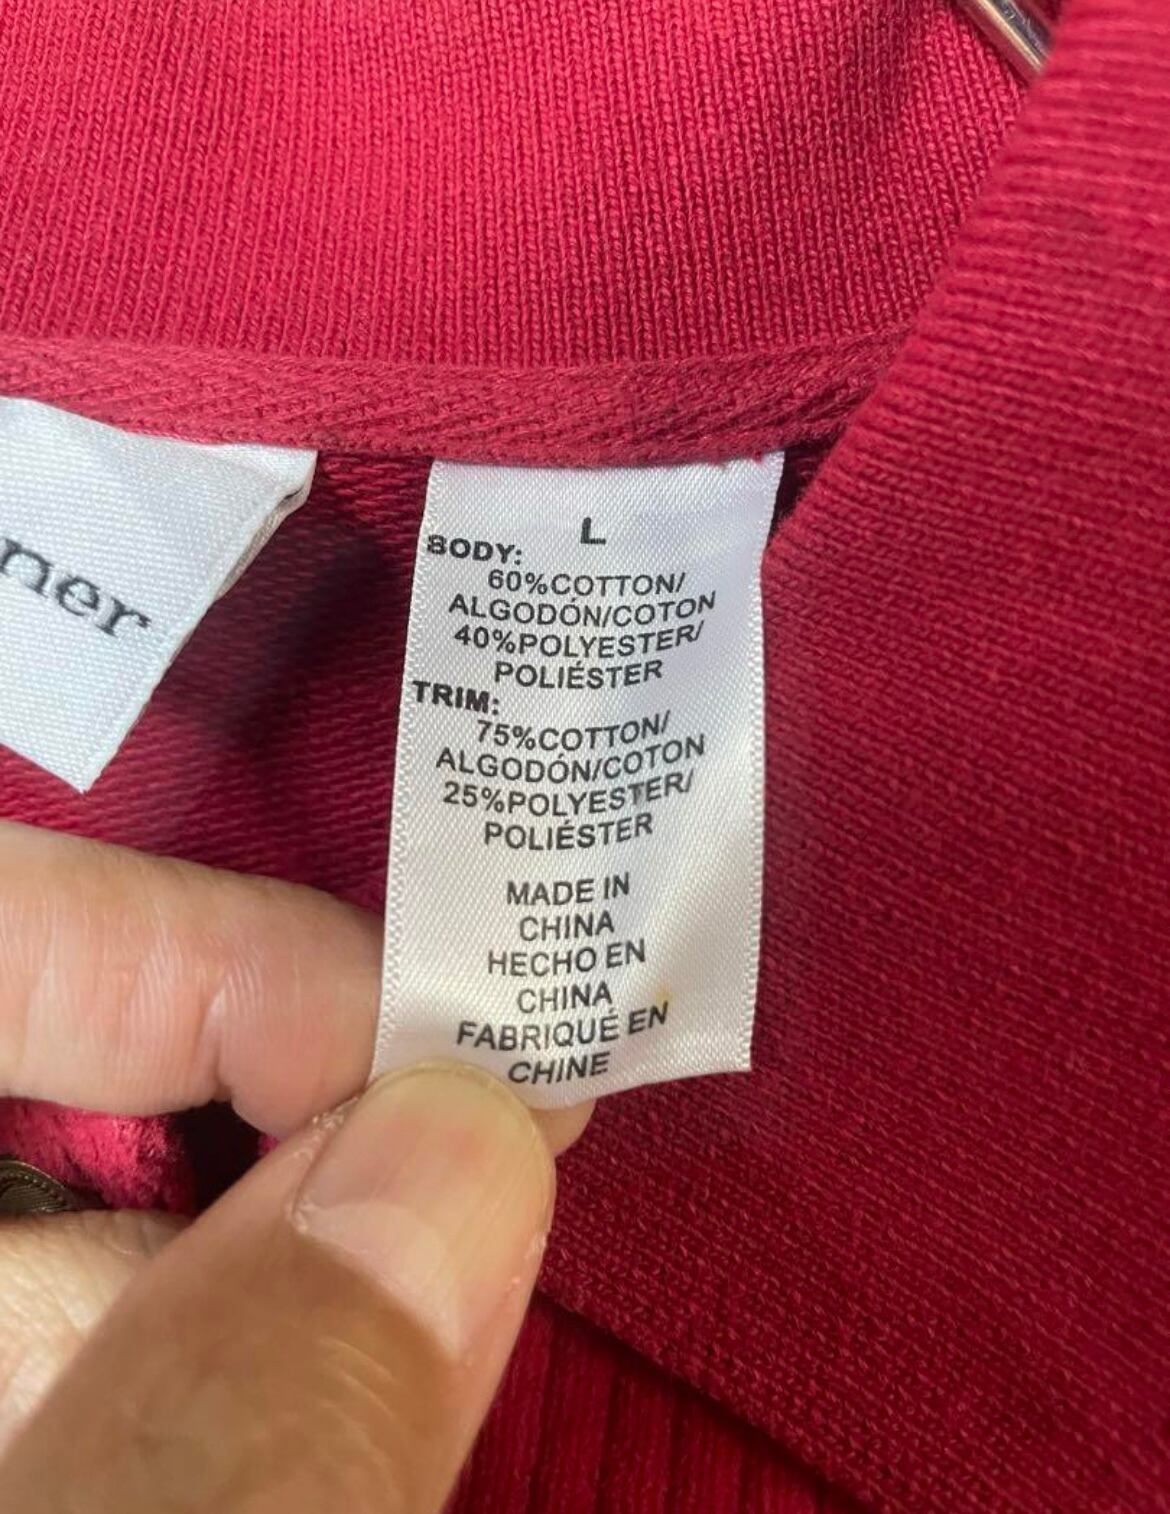 ner
L
BODY:
60%COTTON/
ALGODÓN/COTON
40%POLYESTER/
POLIÉSTER
TRIM:
75%COTTON/
ALGODÓN/COTON
25%POLYESTER/
POLIÉSTER
MADE IN
CHINA
HECHO EN
CHINA
FABRIQUÉ EN
CHINE